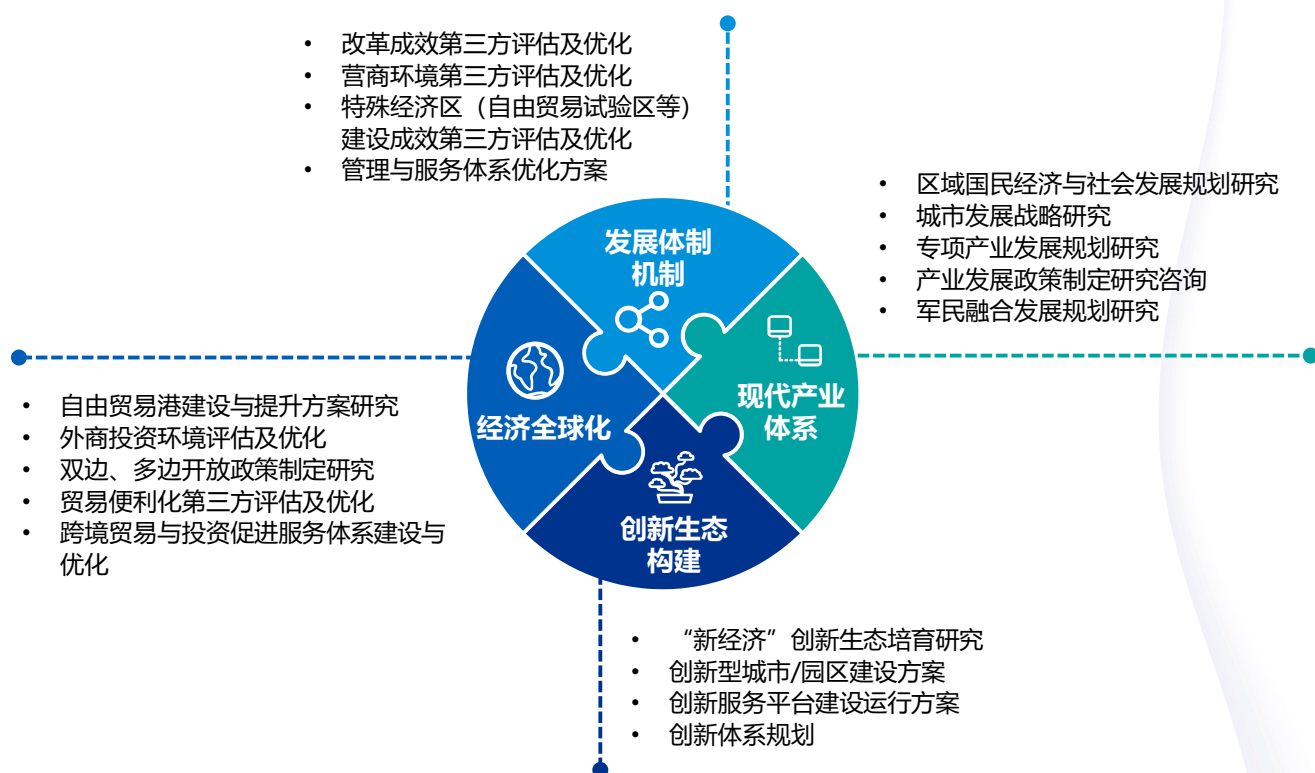 • 改革成效第三方评估及优化
• 营商环境第三方评估及优化
• 特殊经济区（自由贸易试验区等）
建设成效第三方评估及优化
• 管理与服务体系优化方案
• 区域国民经济与社会发展规划研究
• 城市发展战略研究
• 专项产业发展规划研究
• 产业发展政策制定研究咨询
• 军民融合发展规划研究
发展体制
机制
现代产业
体系
经济全球化
创新生态
构建
• 自由贸易港建设与提升方案研究
• 外商投资环境评估及优化
• 双边、多边开放政策制定研究
• 贸易便利化第三方评估及优化
• 跨境贸易与投资促进服务体系建设与
优化
• “新经济”创新生态培育研究
• 创新型城市/园区建设方案
• 创新服务平台建设运行方案
• 创新体系规划